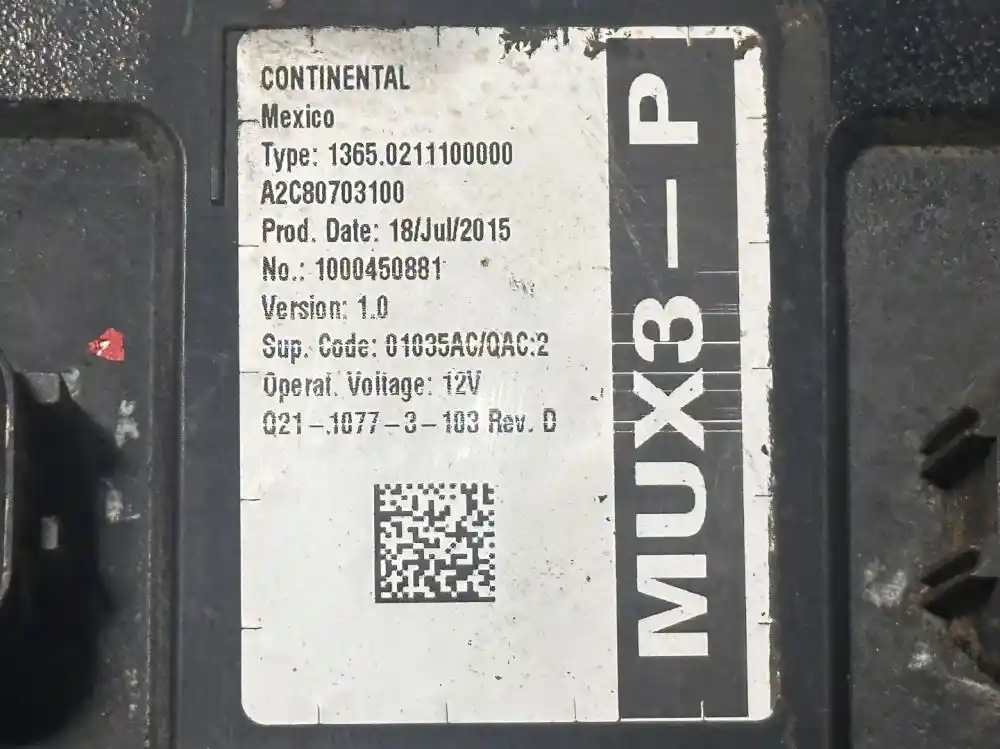 CONTINENTAL
Mexico
Type: 1365.0211100000
A2C80703100
Prod. Date: 18/Jul/2015
No.: 1000450881
Version: 1.0
Sup. Code: 01035AC/QAC:2
Operat. Voltage: 12V
Q21-1077-3-103 Rev. D
MUX3-P